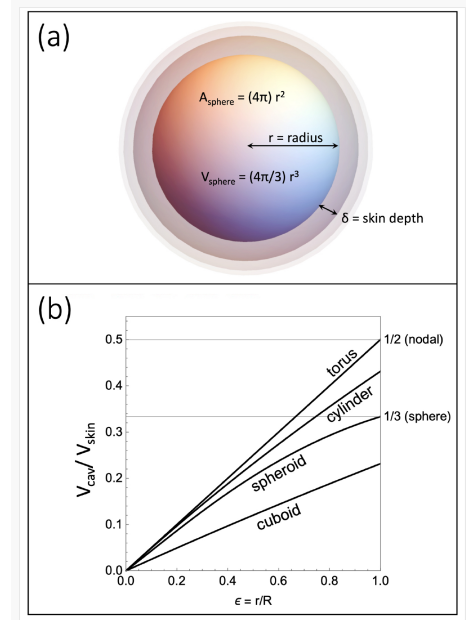 (a)
A_sphere = (4π) r²
r = radius
V_sphere = (4π/3) r³
δ = skin depth
(b)
0.5
1/2 (nodal)
torus
0.4
cylinder
1/3 (sphere)
V_cav / V_skin
0.3
spheroid
0.2
cuboid
0.1
0.0
0.0 0.2 0.4 0.6 0.8 1.0
ϵ = r/R